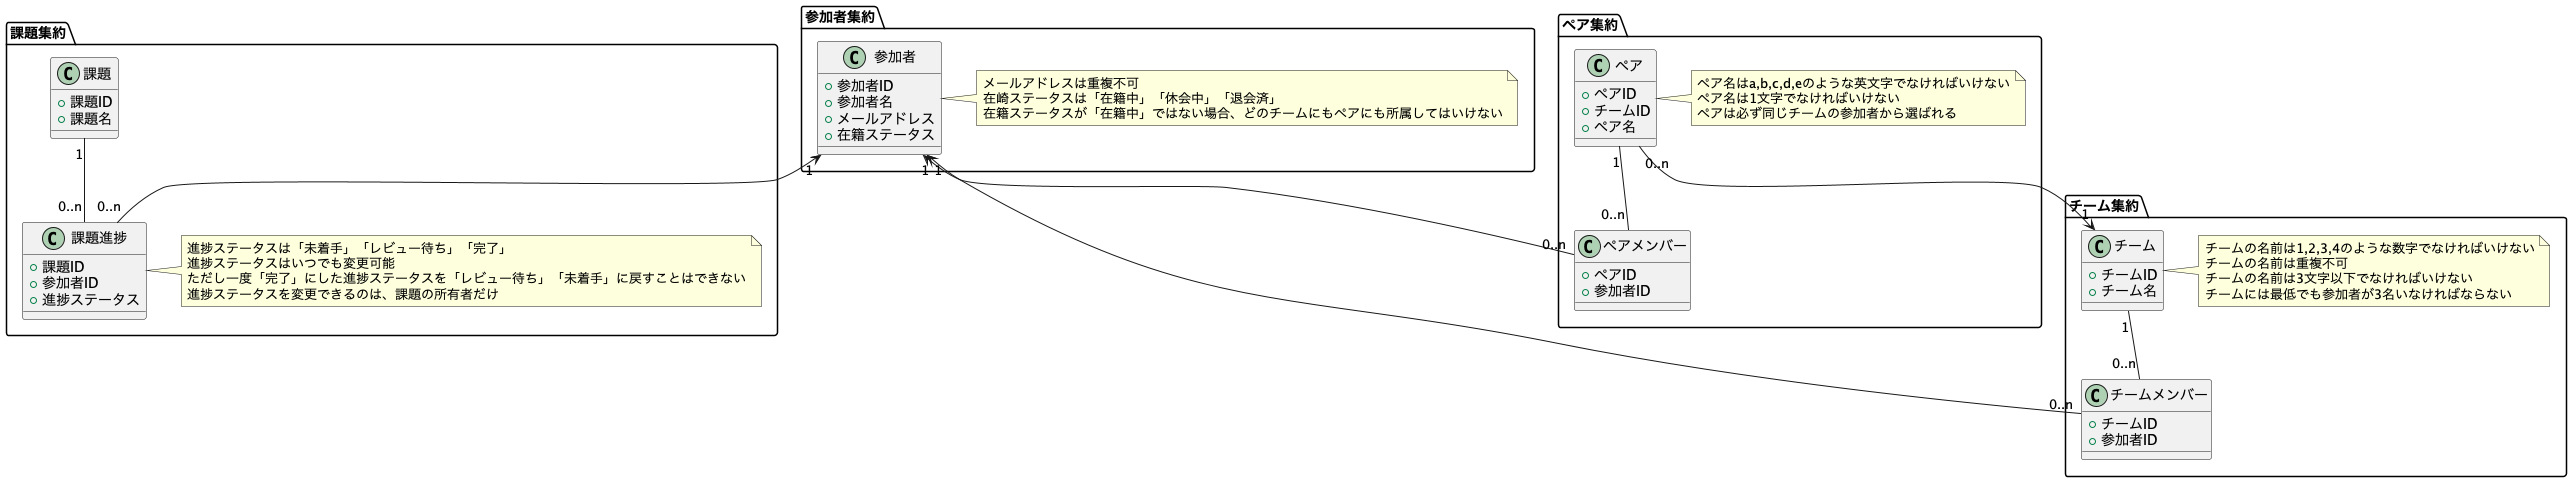 課題集約
C 課題
課題ID
課題名
1
0..n
0..n
C 課題進捗
課題ID
参加者ID
進捗ステータス
進捗ステータスは「未着手」「レビュー待ち」「完了」
進捗ステータスはいつでも変更可能
ただし一度「完了」にした進捗ステータスを「レビュー待ち」「未着手」に戻すことはできない
進捗ステータスを変更できるのは、課題の所有者だけ
参加者集約
C 参加者
参加者ID
参加者名
メールアドレス
在籍ステータス
メールアドレスは重複不可
在崎ステータスは「在籍中」「休会中」「退会済」
在籍ステータスが「在籍中」ではない場合、どのチームにもペアにも所属してはいけない
1
1
1
ペア集約
C ペア
ペアID
チームID
ペア名
ペア名はa,b,c,d,eのような英文字でなければいけない
ペア名は1文字でなければいけない
ペアは必ず同じチームの参加者から選ばれる
1
0..n
0..n
0..n
C ペアメンバー
ペアID
参加者ID
チーム集約
1
C チーム
チームID
チーム名
チームの名前は1,2,3,4のような数字でなければいけない
チームの名前は重複不可
チームの名前は3文字以下でなければいけない
チームには最低でも参加者が3名いなければならない
1
0..n
0..n
C チームメンバー
チームID
参加者ID